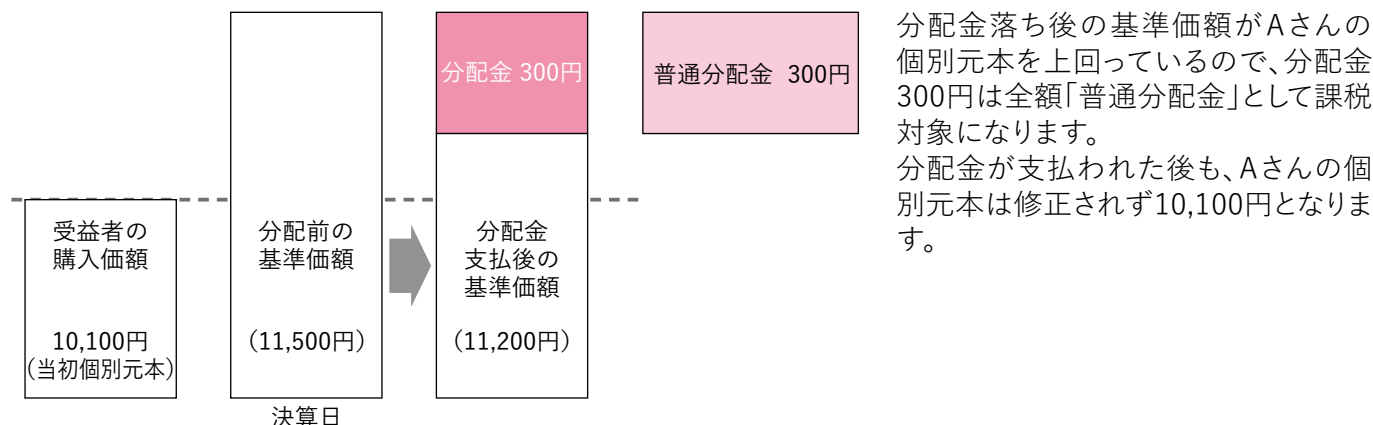 分配金 300円
普通分配金 300円
受益者の
購入価額
10,100円
（当初個別元本）
分配前の
基準価額
（11,500円）
決算日
分配金
支払後の
基準価額
（11,200円）
分配金落ち後の基準価額がAさんの
個別元本を上回っているので、分配金
300円は全額「普通分配金」として課税
対象になります。
分配金が支払われた後も、Aさんの個
別元本は修正されず10,100円となりま
す。